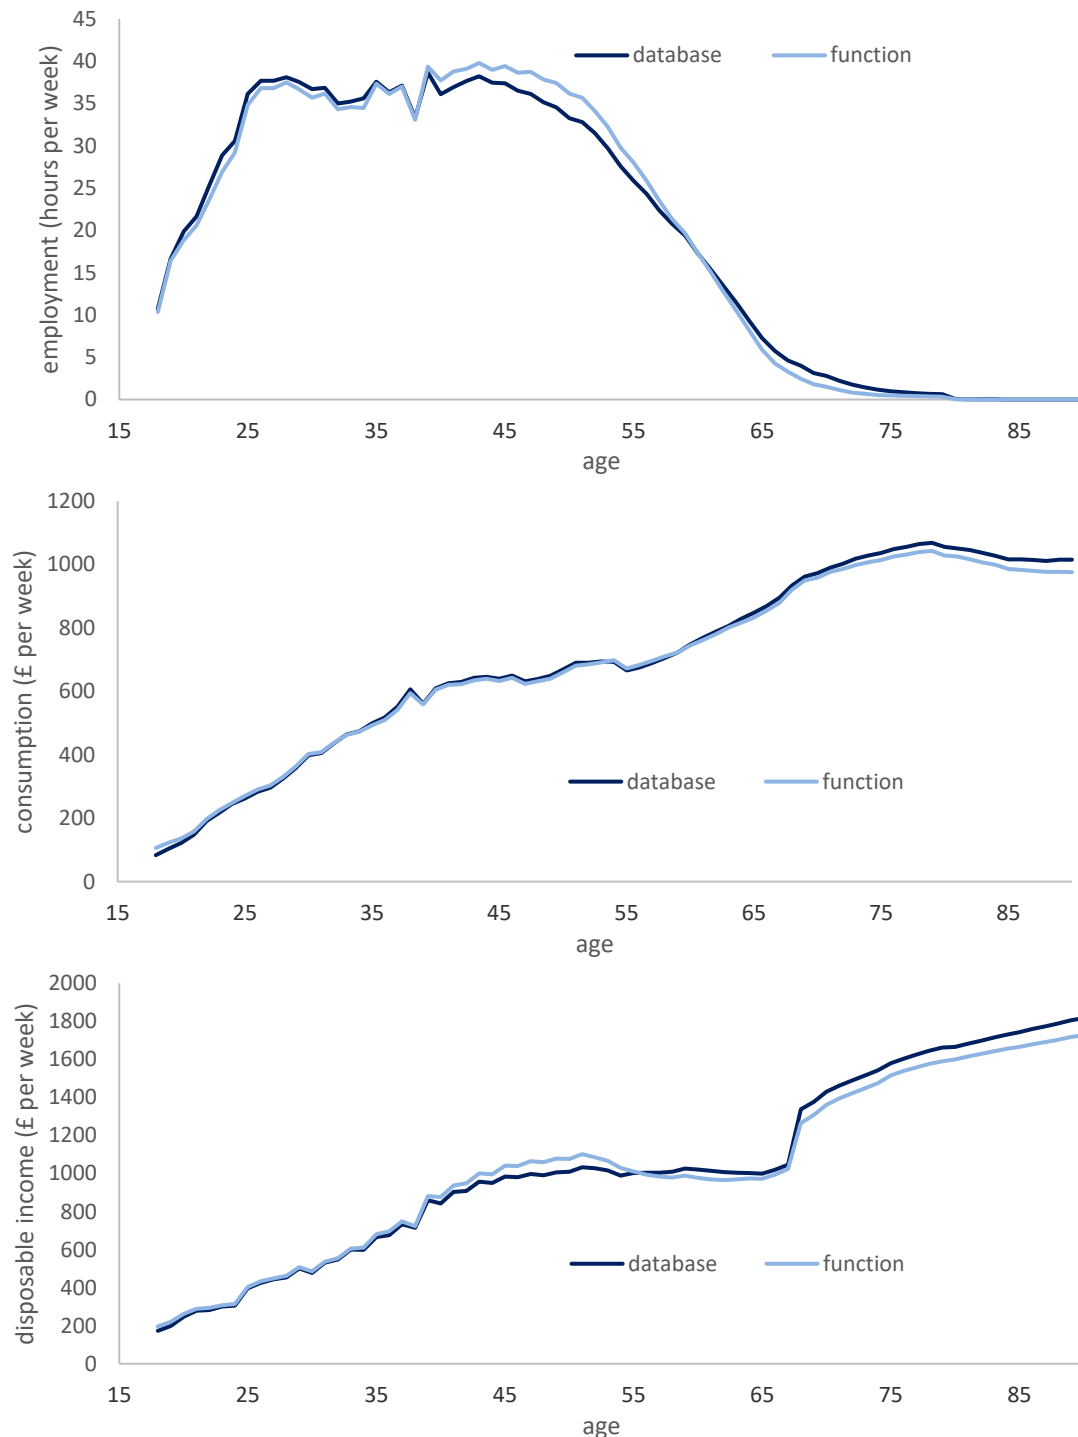 employment (hours per week)
45
40
35
30
25
20
15
10
5
0
database function
15 25 35 45 55 65 75 85
age
consumption (£ per week)
1200
1000
800
600
400
200
0
database function
15 25 35 45 55 65 75 85
age
disposable income (£ per week)
2000
1800
1600
1400
1200
1000
800
600
400
200
0
database function
15 25 35 45 55 65 75 85
age